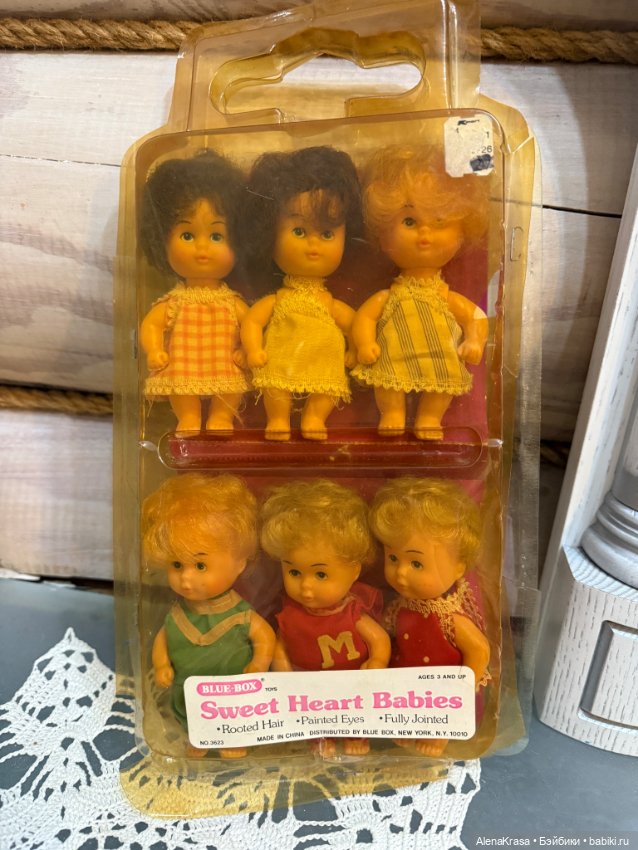 M
AGES 3 AND UP
BLUE-BOX TOYS
Sweet Heart Babies
•Rooted Hair •Painted Eyes •Fully Jointed
NO.3623 MADE IN CHINA DISTRIBUTED BY BLUE BOX, NEW YORK, N.Y. 10010
AlenaKrasa • Бэйбики • babiki.ru